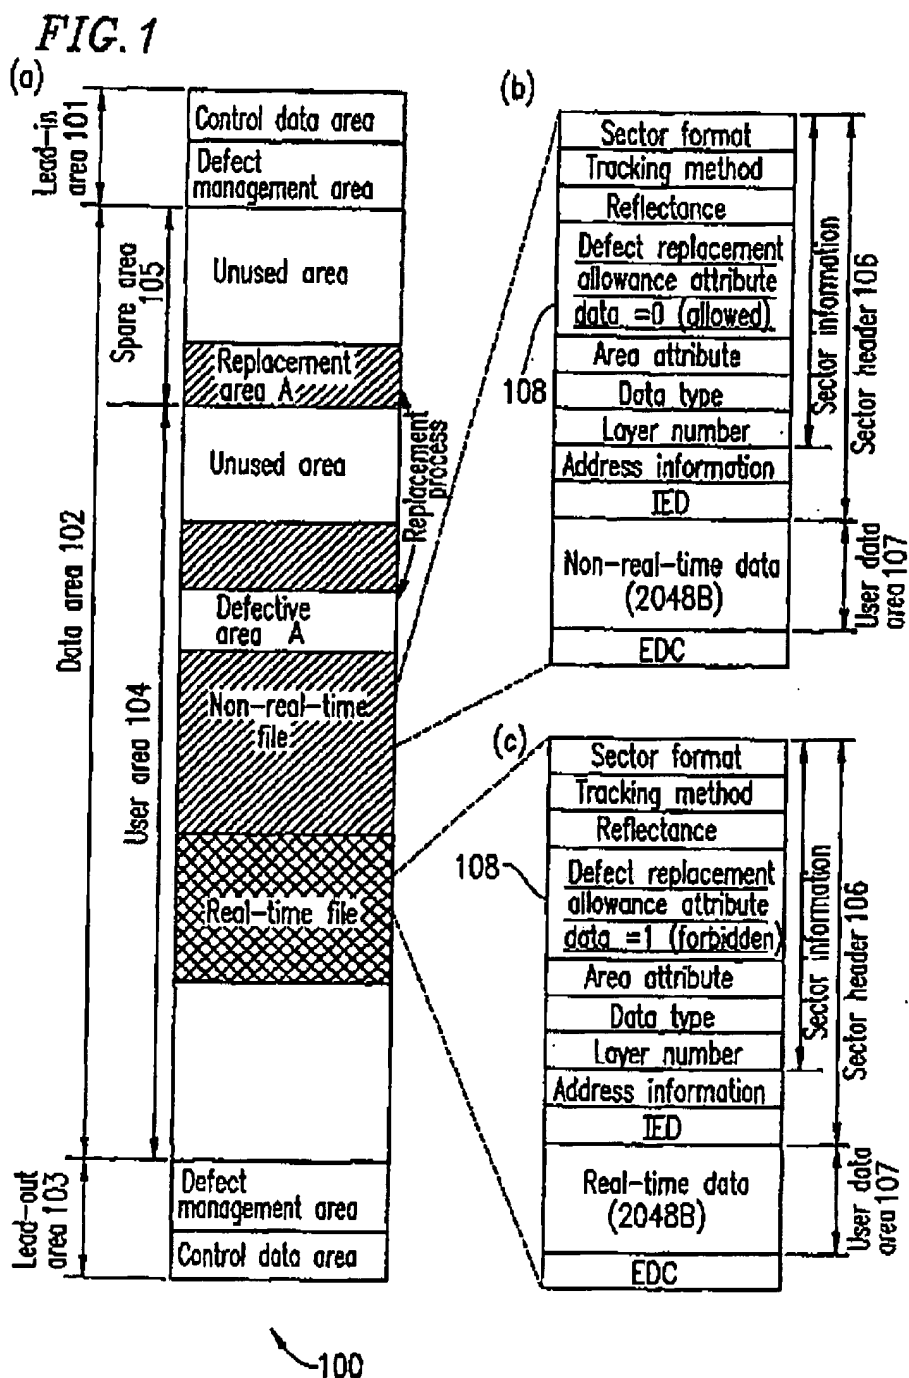 FIG. 1
(a)
Lead-in
area 101
Control data area
Defect
management area
Data area 102
Spare area
105
Unused area
Replacement
area A
User area 104
Unused area
Replacement
process
Defective
area A
Non-real-time
file
Real-time file
Lead-out
area 103
Defect
management area
Control data area
100
(b)
Sector format
Tracking method
Reflectance
Defect replacement
allowance attribute
data =0 (allowed)
108
Area attribute
Data type
Layer number
Address information
IED
Non-real-time data
(2048B)
EDC
Sector information
Sector header 106
User data
area 107
(c)
Sector format
Tracking method
Reflectance
108
Defect replacement
allowance attribute
data =1 (forbidden)
Area attribute
Data type
Layer number
Address information
IED
Real-time data
(2048B)
EDC
Sector information
Sector header 106
User data
area 107